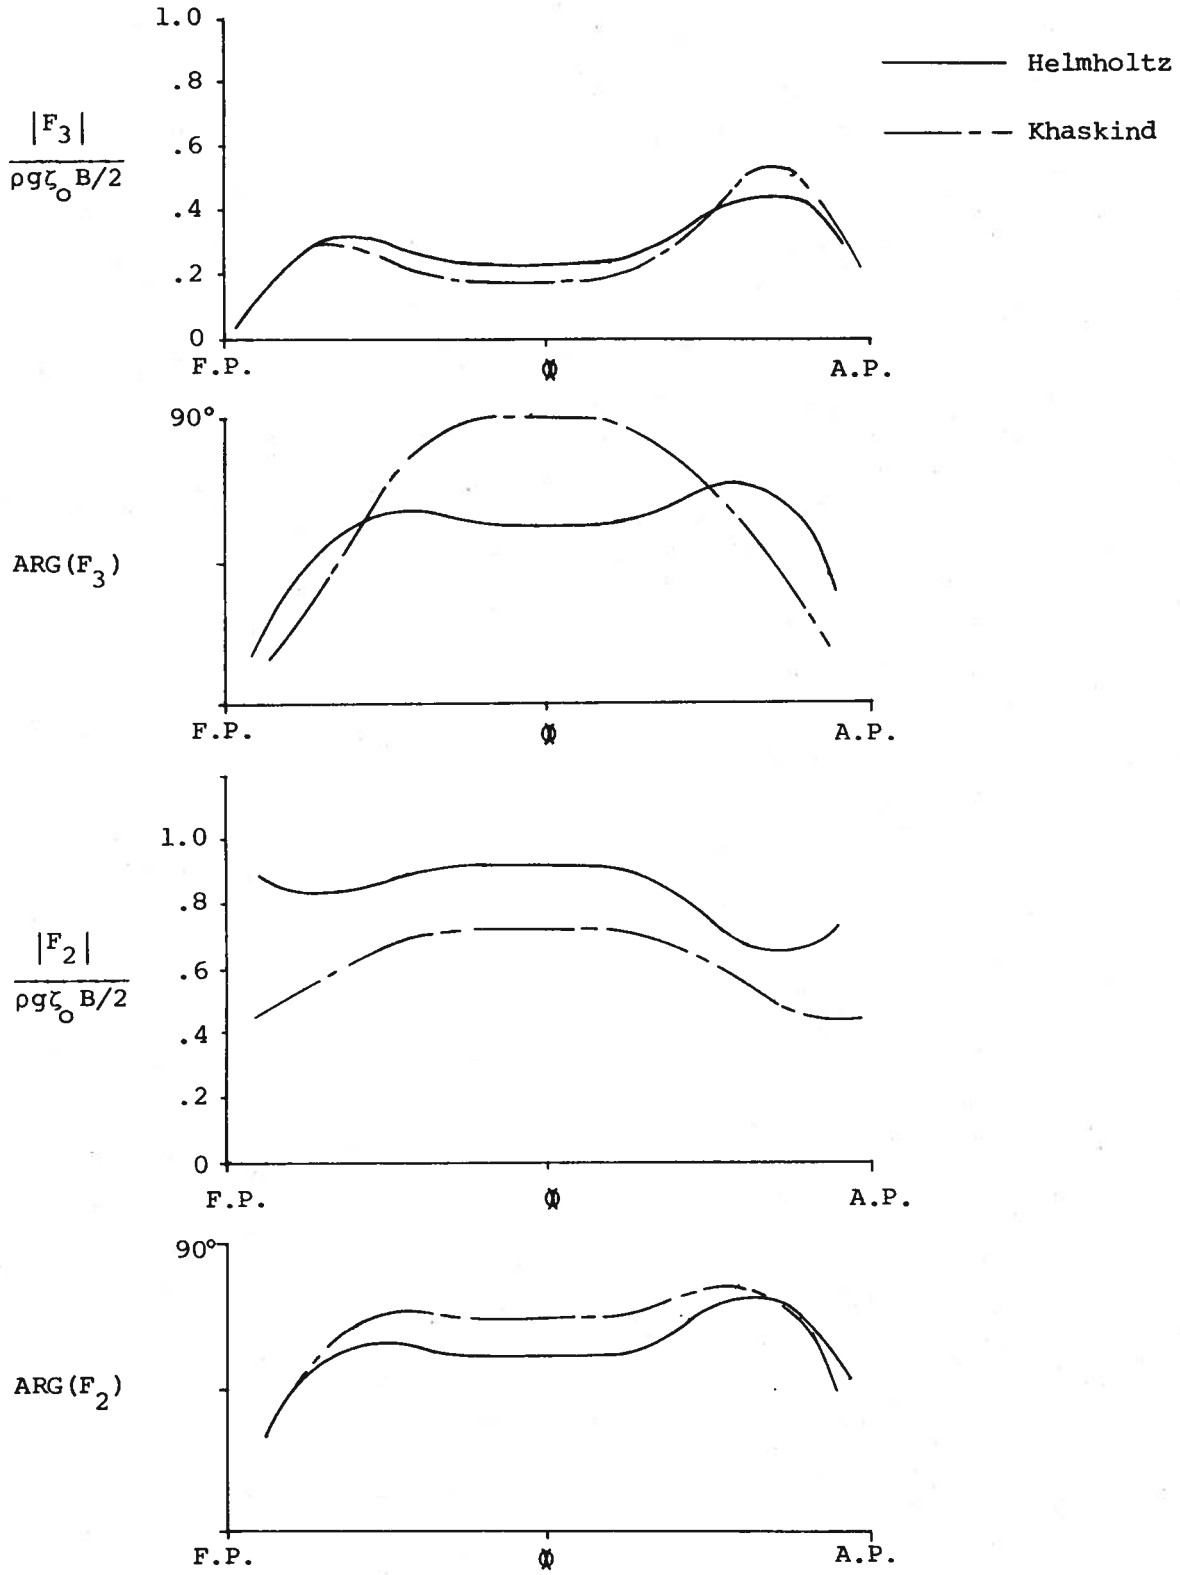 1.0
.8
.6
.4
.2
0
|F3|
ρgζo B/2
Helmholtz
Khaskind
F.P.
A.P.
90°
ARG(F3)
F.P.
A.P.
1.0
.8
.6
.4
.2
0
|F2|
ρgζo B/2
F.P.
A.P.
90°
ARG(F2)
F.P.
A.P.